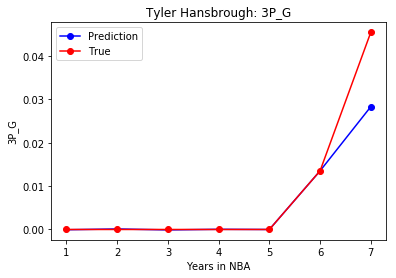 Tyler Hansbrough: 3P_G
Prediction
True
3P_G
0.04
0.03
0.02
0.01
0.00
1 2 3 4 5 6 7
Years in NBA